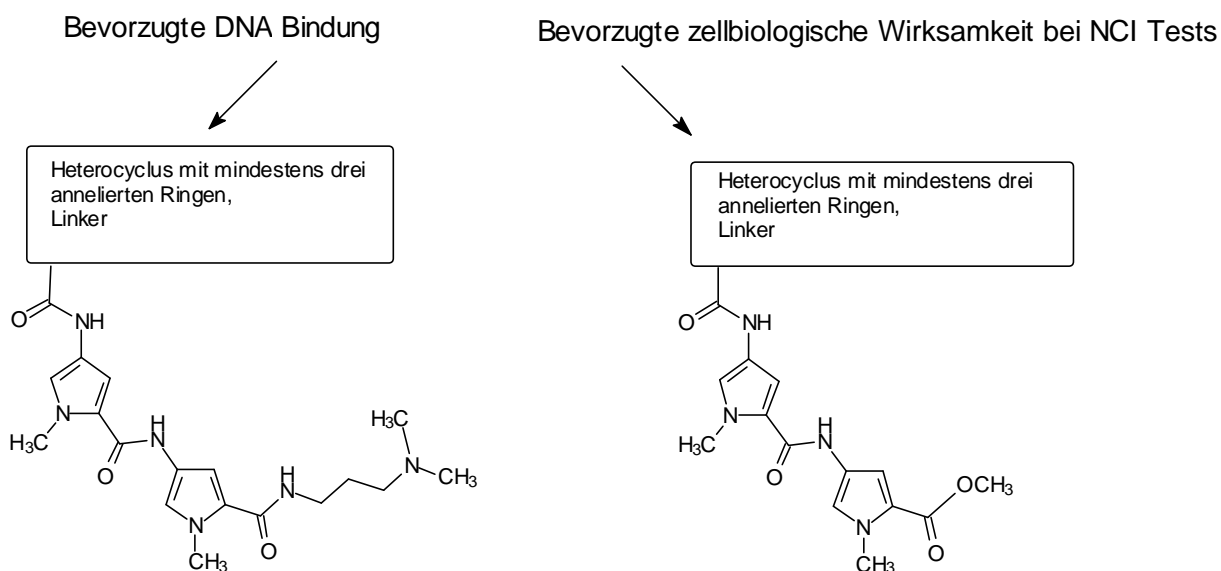 Bevorzugte DNA Bindung
Bevorzugte zellbiologische Wirksamkeit bei NCI Tests
Heterocyclus mit mindestens drei
annelierten Ringen,
Linker
Heterocyclus mit mindestens drei
annelierten Ringen,
Linker
O
NH
N
H₃C
O
H
N
N
CH₃
O
H
N
N
H₃C
CH₃
O
NH
N
H₃C
O
H
N
N
CH₃
O
OCH₃